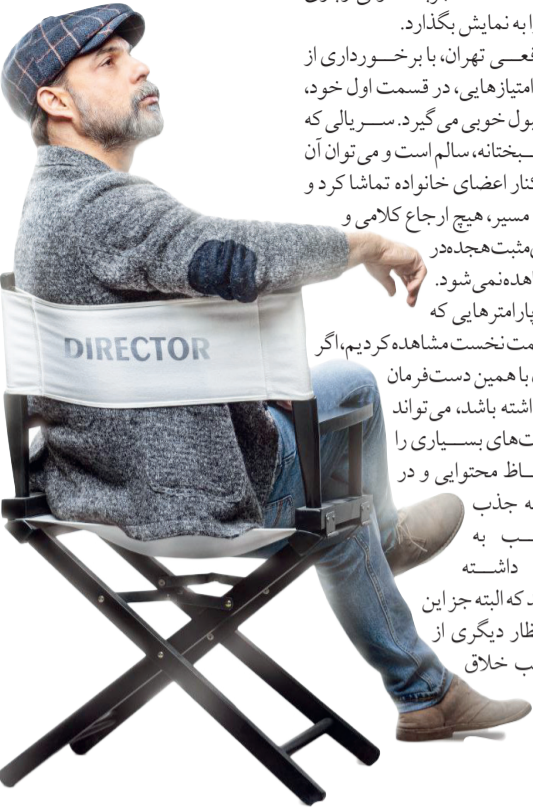 را به نمایش بگذارد.
قعی تهران، با برخورداری از
امتیازهایی، در قسمت اول خود،
بول خوبی می‌گیرد. سریالی که
بختانه، سالم است و می‌توان آن
کنار اعضای خانواده تماشا کرد و
مسیر، هیچ ارجاع کلامی و
مثبت‌هجده‌در
اهده‌نمی‌شود.
پارامترهایی که
مت نخست مشاهده کردیم، اگر
با همین دست‌فرمان
اشته باشد، می‌تواند
ت‌های بسیاری را
اظ محتوایی و در
ه جذب
ب به
داشته
د که البته جز این
ظار دیگری از
ب خلاق
DIRECTOR